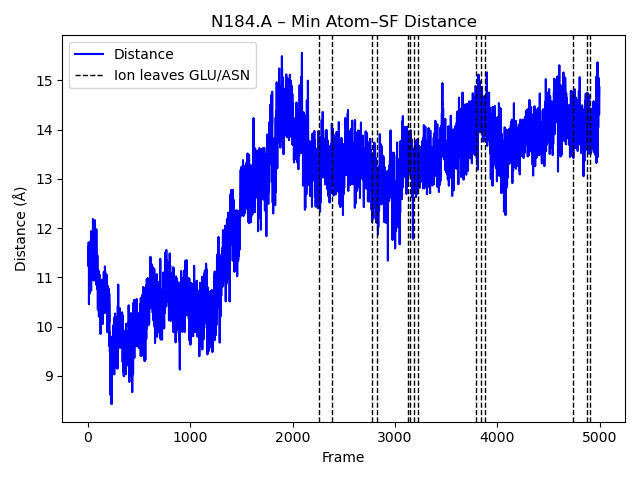 N184.A – Min Atom–SF Distance
Distance
Ion leaves GLU/ASN
Distance (Å)
15
14
13
12
11
10
9
0
1000
2000
3000
4000
5000
Frame